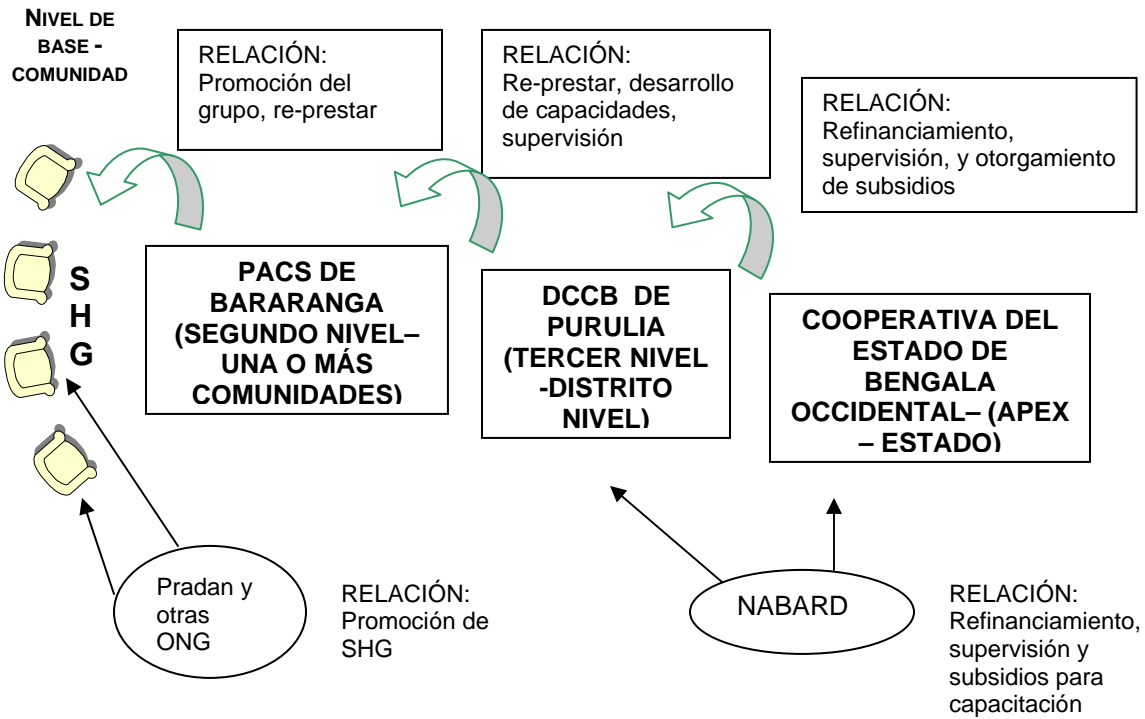 NIVEL DE
BASE -
COMUNIDAD
RELACIÓN:
Promoción del
grupo, re-prestar
RELACIÓN:
Re-prestar, desarrollo
de capacidades,
supervisión
RELACIÓN:
Refinanciamiento,
supervisión, y otorgamiento
de subsidios
S
H
G
PACS DE
BARARANGA
(SEGUNDO NIVEL–
UNA O MÁS
COMUNIDADES)
DCCB DE
PURULIA
(TERCER NIVEL
-DISTRITO
NIVEL)
COOPERATIVA DEL
ESTADO DE
BENGALA
OCCIDENTAL– (APEX
– ESTADO)
Pradan y
otras
ONG
RELACIÓN:
Promoción de
SHG
NABARD
RELACIÓN:
Refinanciamiento,
supervisión y
subsidios para
capacitación